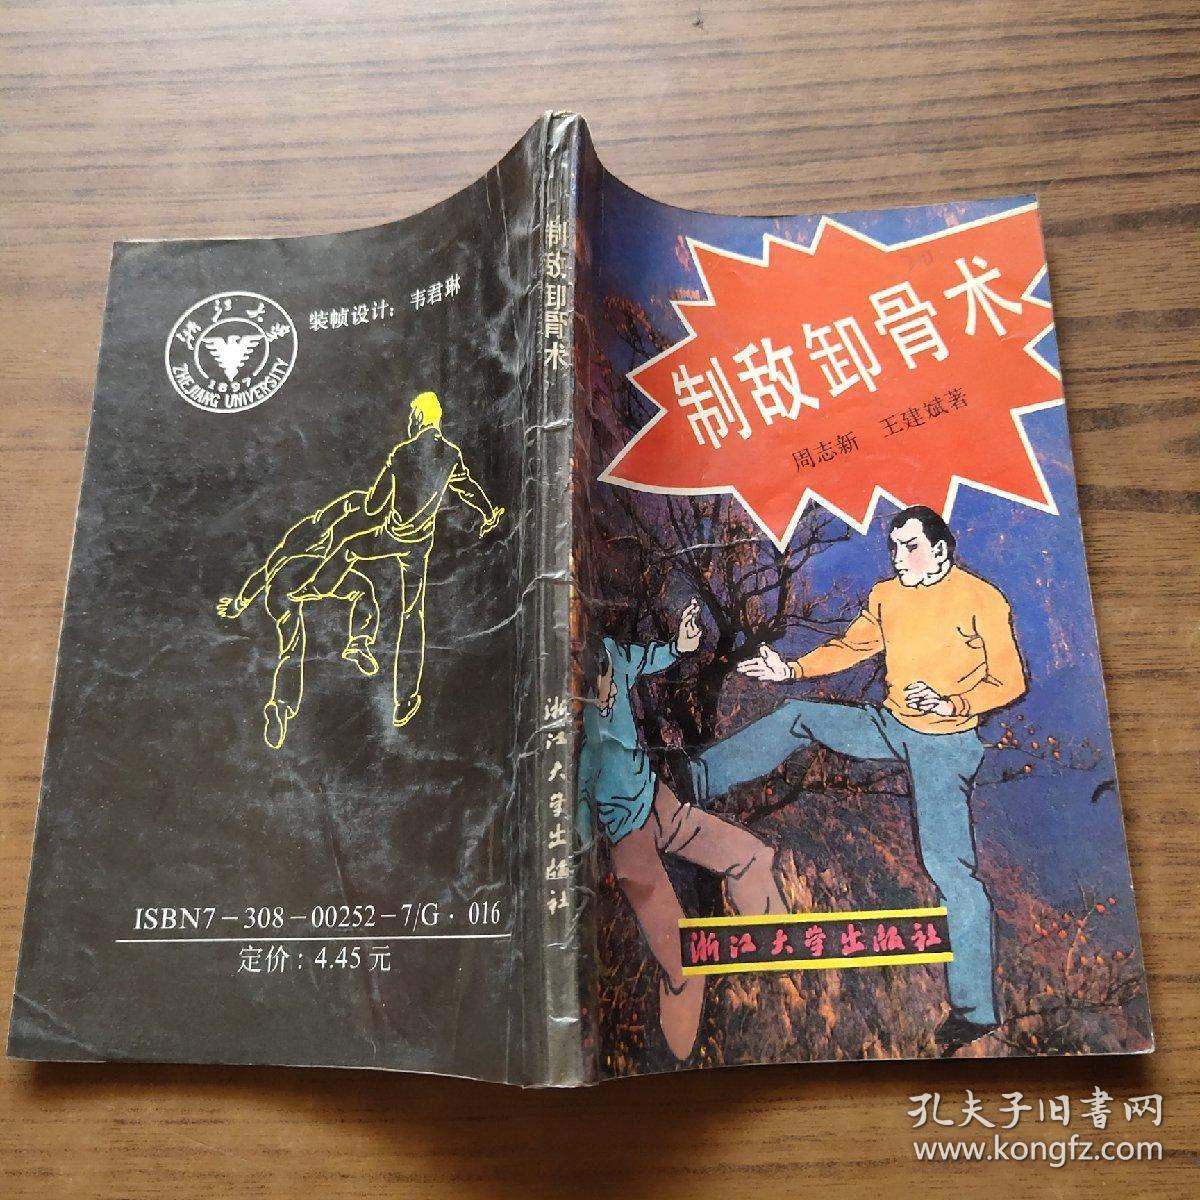 浙江大学
1897
ZHEJIANG UNIVERSITY
装帧设计：韦君琳
ISBN7-308-00252-7/G·016
定价：4.45元
制敌卸骨术
浙江大学出版社
制敌卸骨术
周志新 王建斌著
浙江大学出版社
孔夫子旧书网
www.kongfz.com